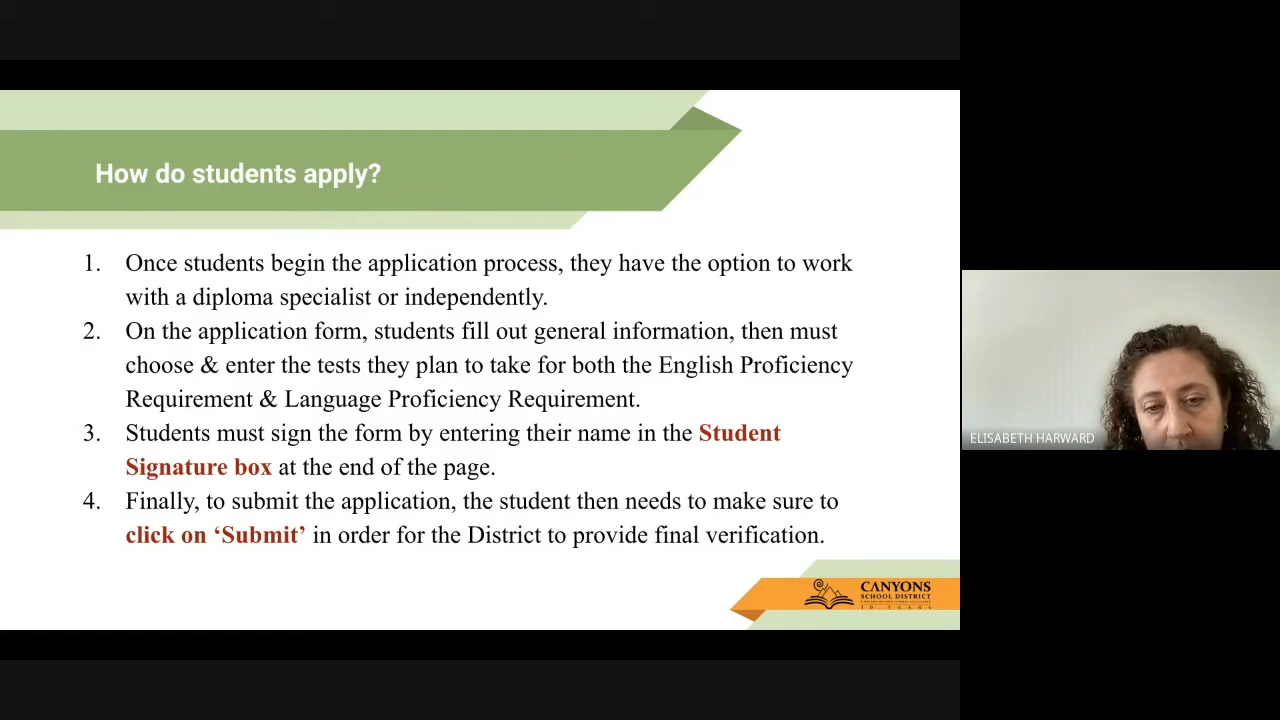 How do students apply?
1. Once students begin the application process, they have the option to work
with a diploma specialist or independently.
2. On the application form, students fill out general information, then must
choose & enter the tests they plan to take for both the English Proficiency
Requirement & Language Proficiency Requirement.
3. Students must sign the form by entering their name in the Student
Signature box at the end of the page.
4. Finally, to submit the application, the student then needs to make sure to
click on ‘Submit’ in order for the District to provide final verification.
ELISABETH HARWARD
CANYONS
SCHOOL DISTRICT